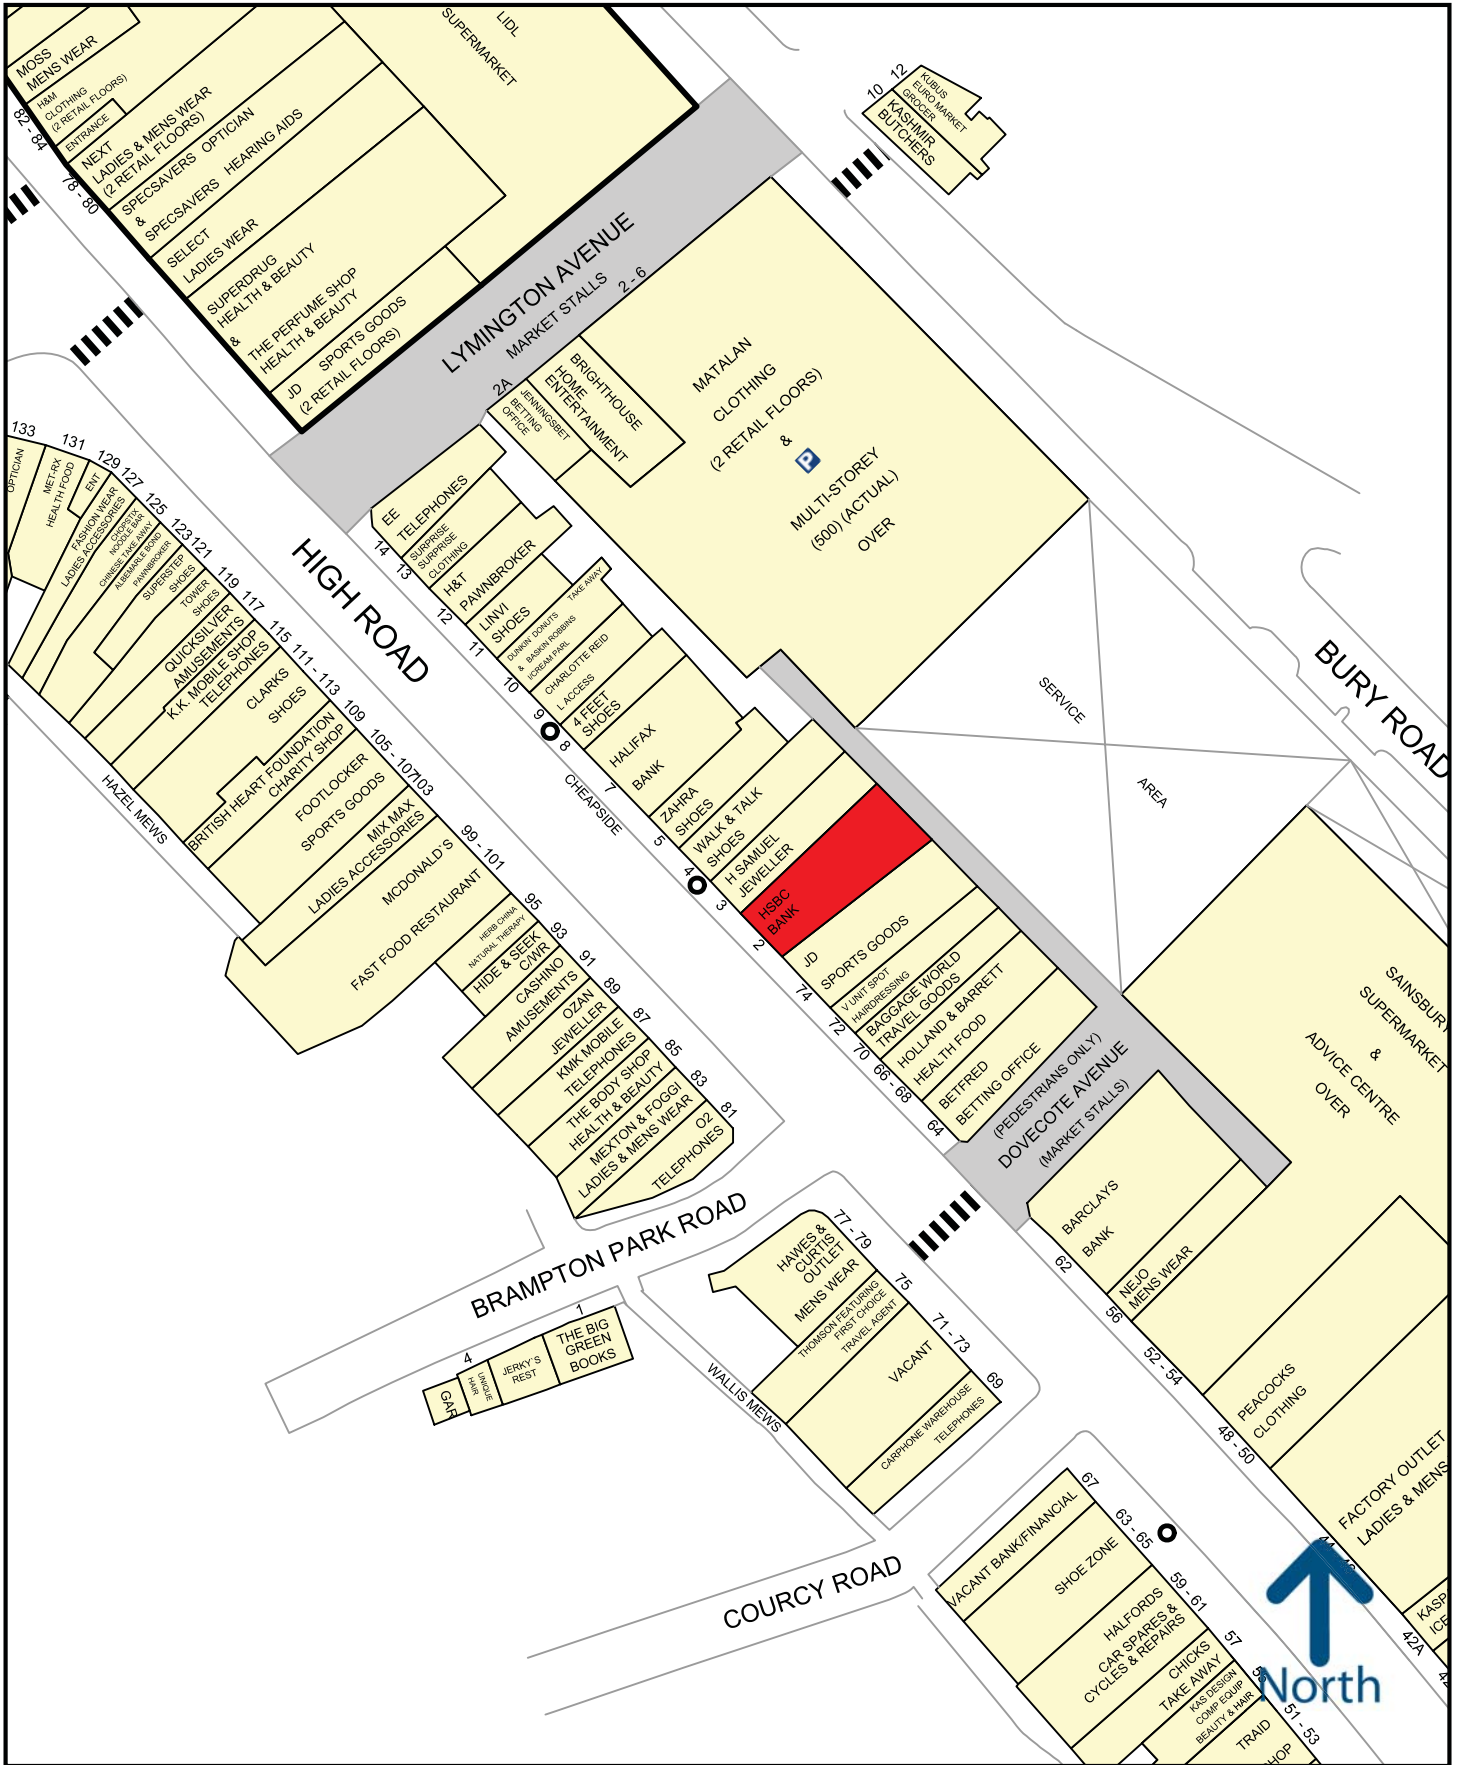 MOSS
MENS WEAR
H&M
CLOTHING
(2 RETAIL FLOORS)
ENTRANCE
82 - 84
NEXT
LADIES & MENS WEAR
(2 RETAIL FLOORS)
78 - 80
SPECSAVERS OPTICIAN
&
SPECSAVERS HEARING AIDS
SELECT
LADIES WEAR
SUPERDRUG
HEALTH & BEAUTY
&
THE PERFUME SHOP
HEALTH & BEAUTY
JD SPORTS GOODS
(2 RETAIL FLOORS)
LIDL
SUPERMARKET
LYMINGTON AVENUE
MARKET STALLS
2 - 6
2A
10
12
KUBUS
EURO MARKET
GROCER
KASHMIR
BUTCHERS
JENNINGSBET
BETTING
OFFICE
BRIGHTHOUSE
HOME
ENTERTAINMENT
MATALAN
CLOTHING
(2 RETAIL FLOORS)
&
P
MULTI-STOREY
(500) (ACTUAL)
OVER
HIGH ROAD
BURY ROAD
SERVICE
AREA
14
EE
TELEPHONES
13
SURPRISE
SURPRISE
CLOTHING
12
H&T
PAWNBROKER
11
LINVI
SHOES
10
DUNKIN' DONUTS TAKE AWAY
& BASKIN ROBBINS
I/CREAM PARL
9
CHARLOTTE REID
L ACCESS
8
4 FEET
SHOES
7
HALIFAX
BANK
CHEAPSIDE
5
ZAHRA
SHOES
4
WALK & TALK
SHOES
3
H SAMUEL
JEWELLER
2
HSBC
BANK
74
JD
SPORTS GOODS
72
V UNIT SPOT
HAIRDRESSING
70
BAGGAGE WORLD
TRAVEL GOODS
66 - 68
HOLLAND & BARRETT
HEALTH FOOD
64
BETFRED
BETTING OFFICE
(PEDESTRIANS ONLY)
DOVECOTE AVENUE
(MARKET STALLS)
SAINSBURY
SUPERMARKET
&
ADVICE CENTRE
OVER
62
BARCLAYS
BANK
56
NEJO
MENS WEAR
52 - 54
PEACOCKS
CLOTHING
48 - 50
FACTORY OUTLET
LADIES & MENS
42A
KASP
ICE
133
OPTICIAN
131
MET-RX
HEALTH FOOD
129
ENT
127
FASHION WEAR
LADIES ACCESSORIES
125
CHOPSTIX
NOODLE BAR
CHINESE TAKE AWAY
123
ALBEMARLE BOND
PAWNBROKER
121
SUPERSTEP
SHOES
119
TOWER
SHOES
117
QUICKSILVER
AMUSEMENTS
115
K.K. MOBILE SHOP
TELEPHONES
111 - 113
CLARKS
SHOES
109
BRITISH HEART FOUNDATION
CHARITY SHOP
105 - 107
FOOTLOCKER
SPORTS GOODS
103
MIX MAX
LADIES ACCESSORIES
99 - 101
MCDONALD'S
FAST FOOD RESTAURANT
HAZEL MEWS
95
HERB CHINA
NATURAL THERAPY
93
HIDE & SEEK
C/WR
91
CASHINO
AMUSEMENTS
89
OZAN
JEWELLER
87
KMK MOBILE
TELEPHONES
85
THE BODY SHOP
HEALTH & BEAUTY
83
MEXTON & FOGGI
LADIES & MENS WEAR
81
O2
TELEPHONES
BRAMPTON PARK ROAD
1
THE BIG
GREEN
BOOKS
JERKY'S
REST
4
UNIQUE
HAIR
GAR
77 - 79
HAWES &
CURTIS
OUTLET
MENS WEAR
75
THOMSON FEATURING
FIRST CHOICE
TRAVEL AGENT
71 - 73
VACANT
69
CARPHONE WAREHOUSE
TELEPHONES
WALLIS MEWS
COURCY ROAD
67
VACANT BANK/FINANCIAL
63 - 65
SHOE ZONE
59 - 61
HALFORDS
CAR SPARES &
CYCLES & REPAIRS
57
CHICKS
TAKE AWAY
KAS DESIGN
COMP EQUIP
BEAUTY & HAIR
51 - 53
TRAID
HOP
North